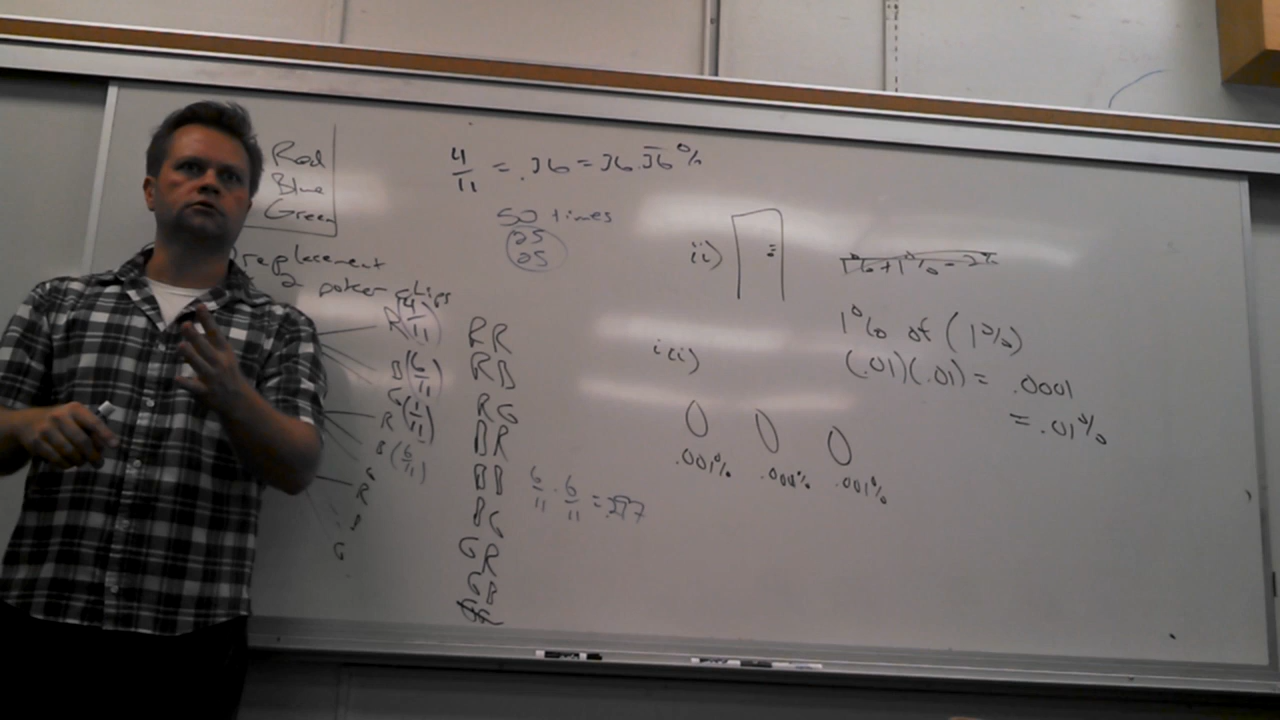 Red
Blue
Green
replacement
2 poker chips
4/11 = .36 = 36.36%
50 times
25
25
R (4/11)
B (6/11)
G (1/11)
R
B (6/11)
G
R
B
G
RR
RB
RG
BR
BB
BG
GR
GB
6/11 · 6/11 =
ii)
1% + 1% = 2%
1% of (1%)
(.01)(.01) = .0001
= .01%
iii)
.001% .001% .001%